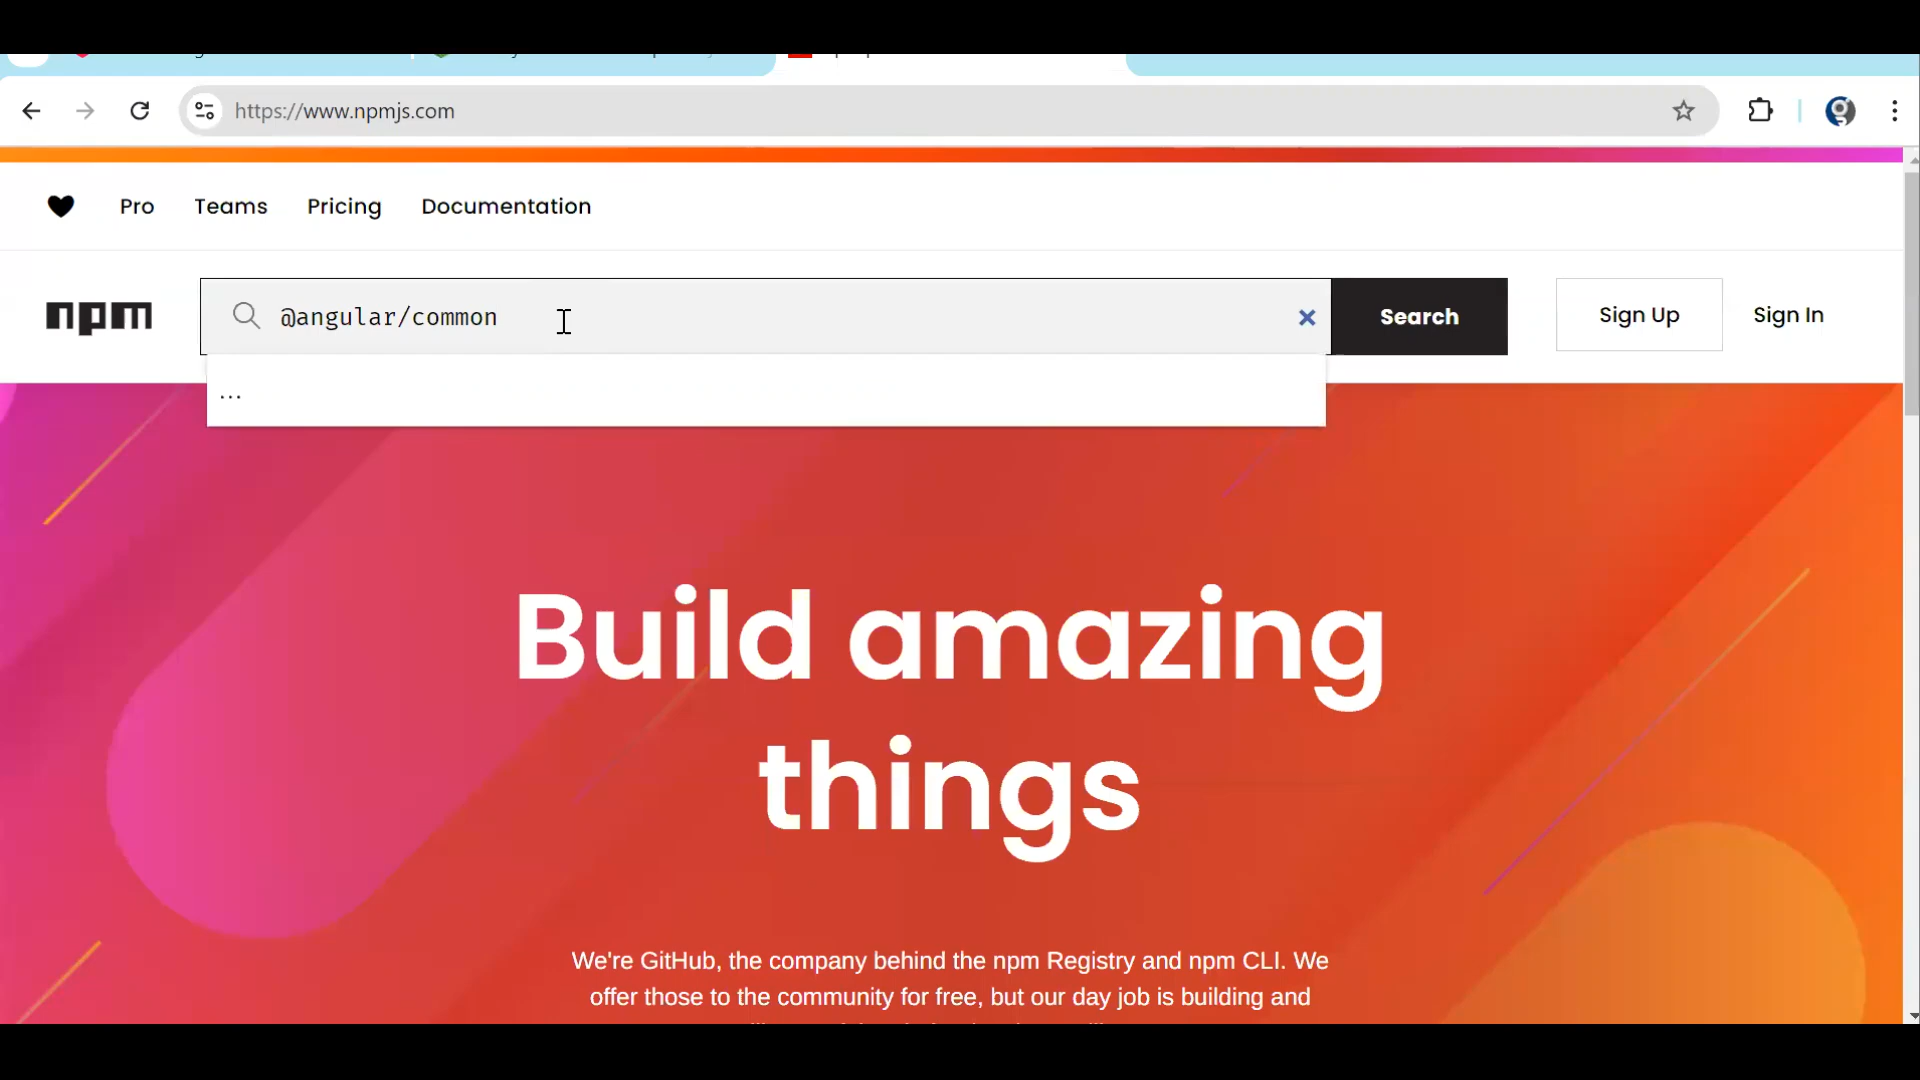 https://www.npmjs.com
Pro Teams Pricing Documentation
npm @angular/common Search Sign Up Sign In
...
Build amazing
things
We're GitHub, the company behind the npm Registry and npm CLI. We
offer those to the community for free, but our day job is building and